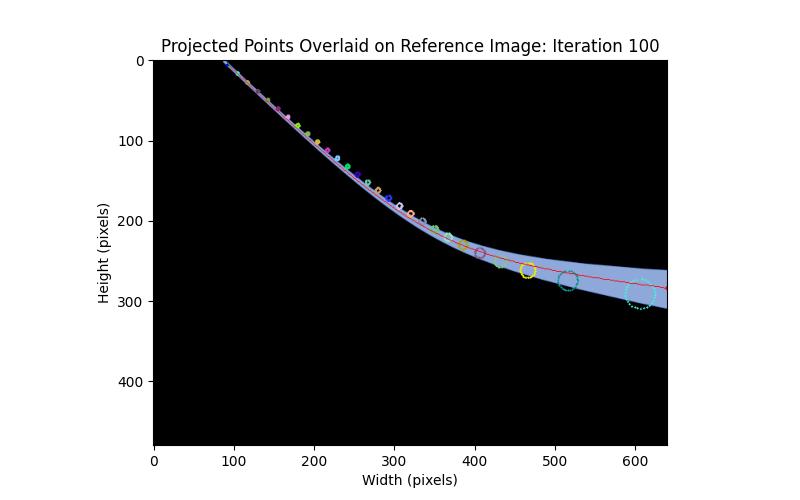 Projected Points Overlaid on Reference Image: Iteration 100
0
100
200
300
400
Height (pixels)
0 100 200 300 400 500 600
Width (pixels)